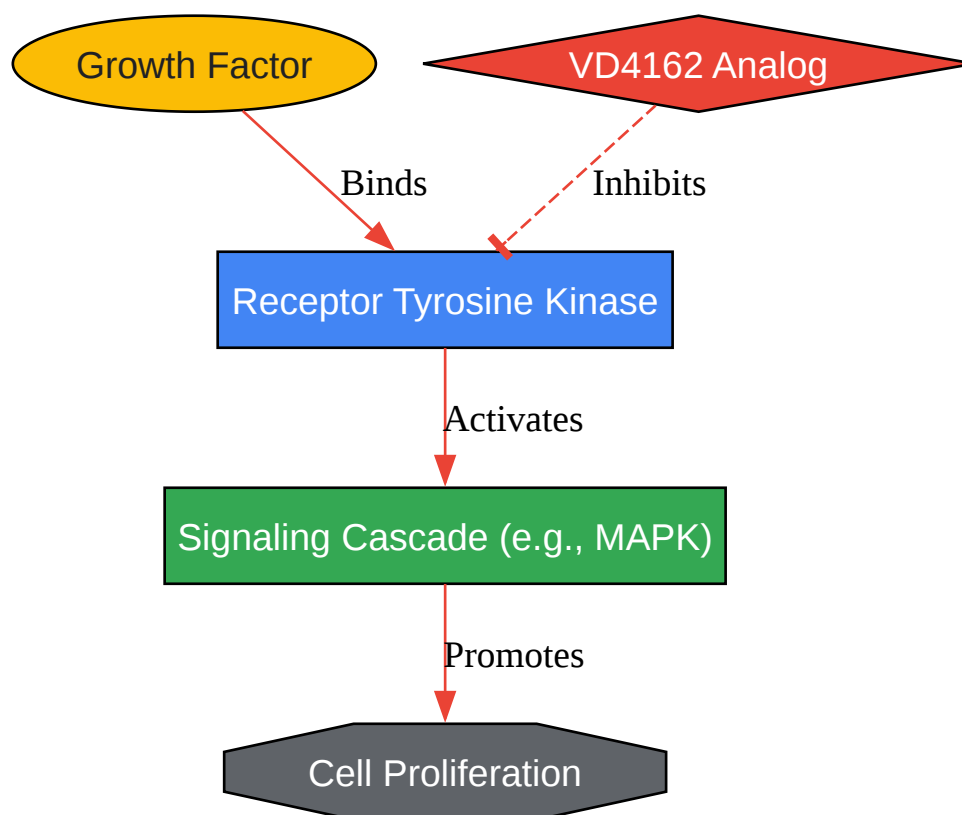 Growth Factor
VD4162 Analog
Binds
Inhibits
Receptor Tyrosine Kinase
Activates
Signaling Cascade (e.g., MAPK)
Promotes
Cell Proliferation